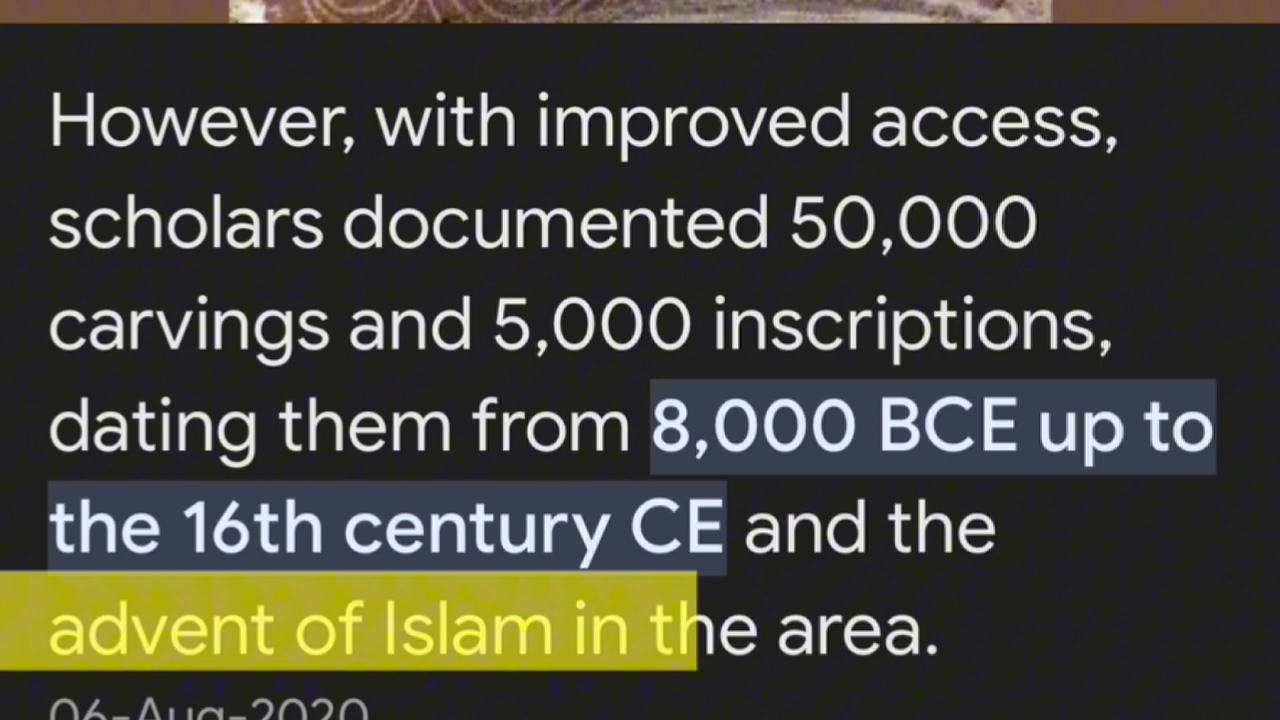 However, with improved access,
scholars documented 50,000
carvings and 5,000 inscriptions,
dating them from 8,000 BCE up to
the 16th century CE and the
advent of Islam in the area.
06-Aug-2020